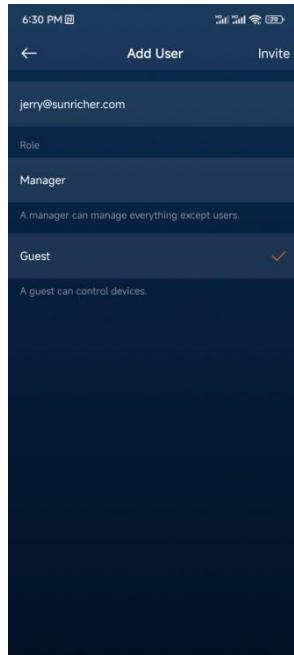 6:30 PM
Add User
Invite
jerry@sunricher.com
Role
Manager
A manager can manage everything except users.
Guest
A guest can control devices.